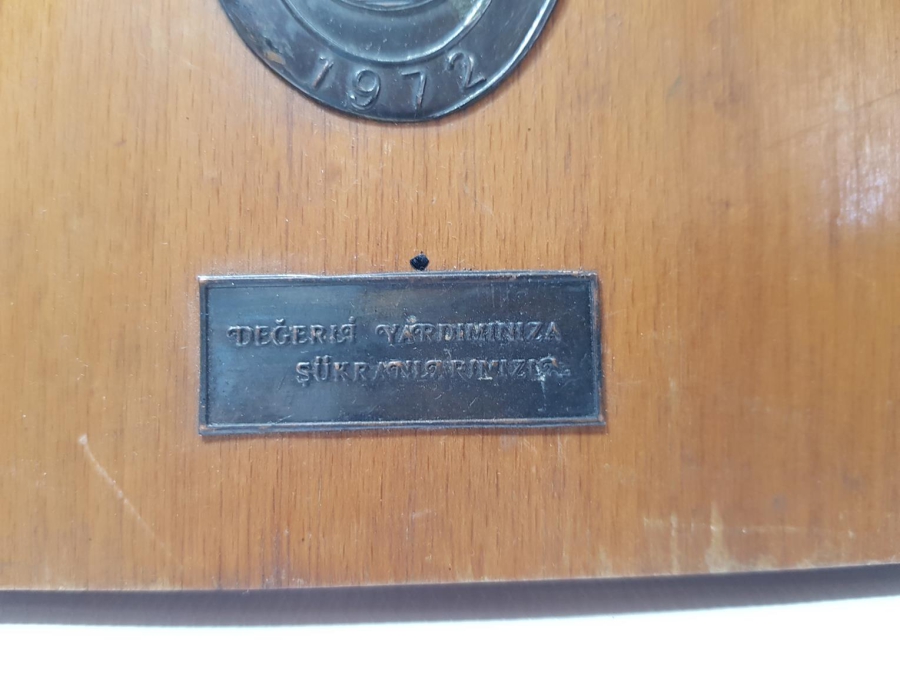 1972
DEĞERLİ YARDIMINIZA
ŞÜKRANLARIMIZLA.